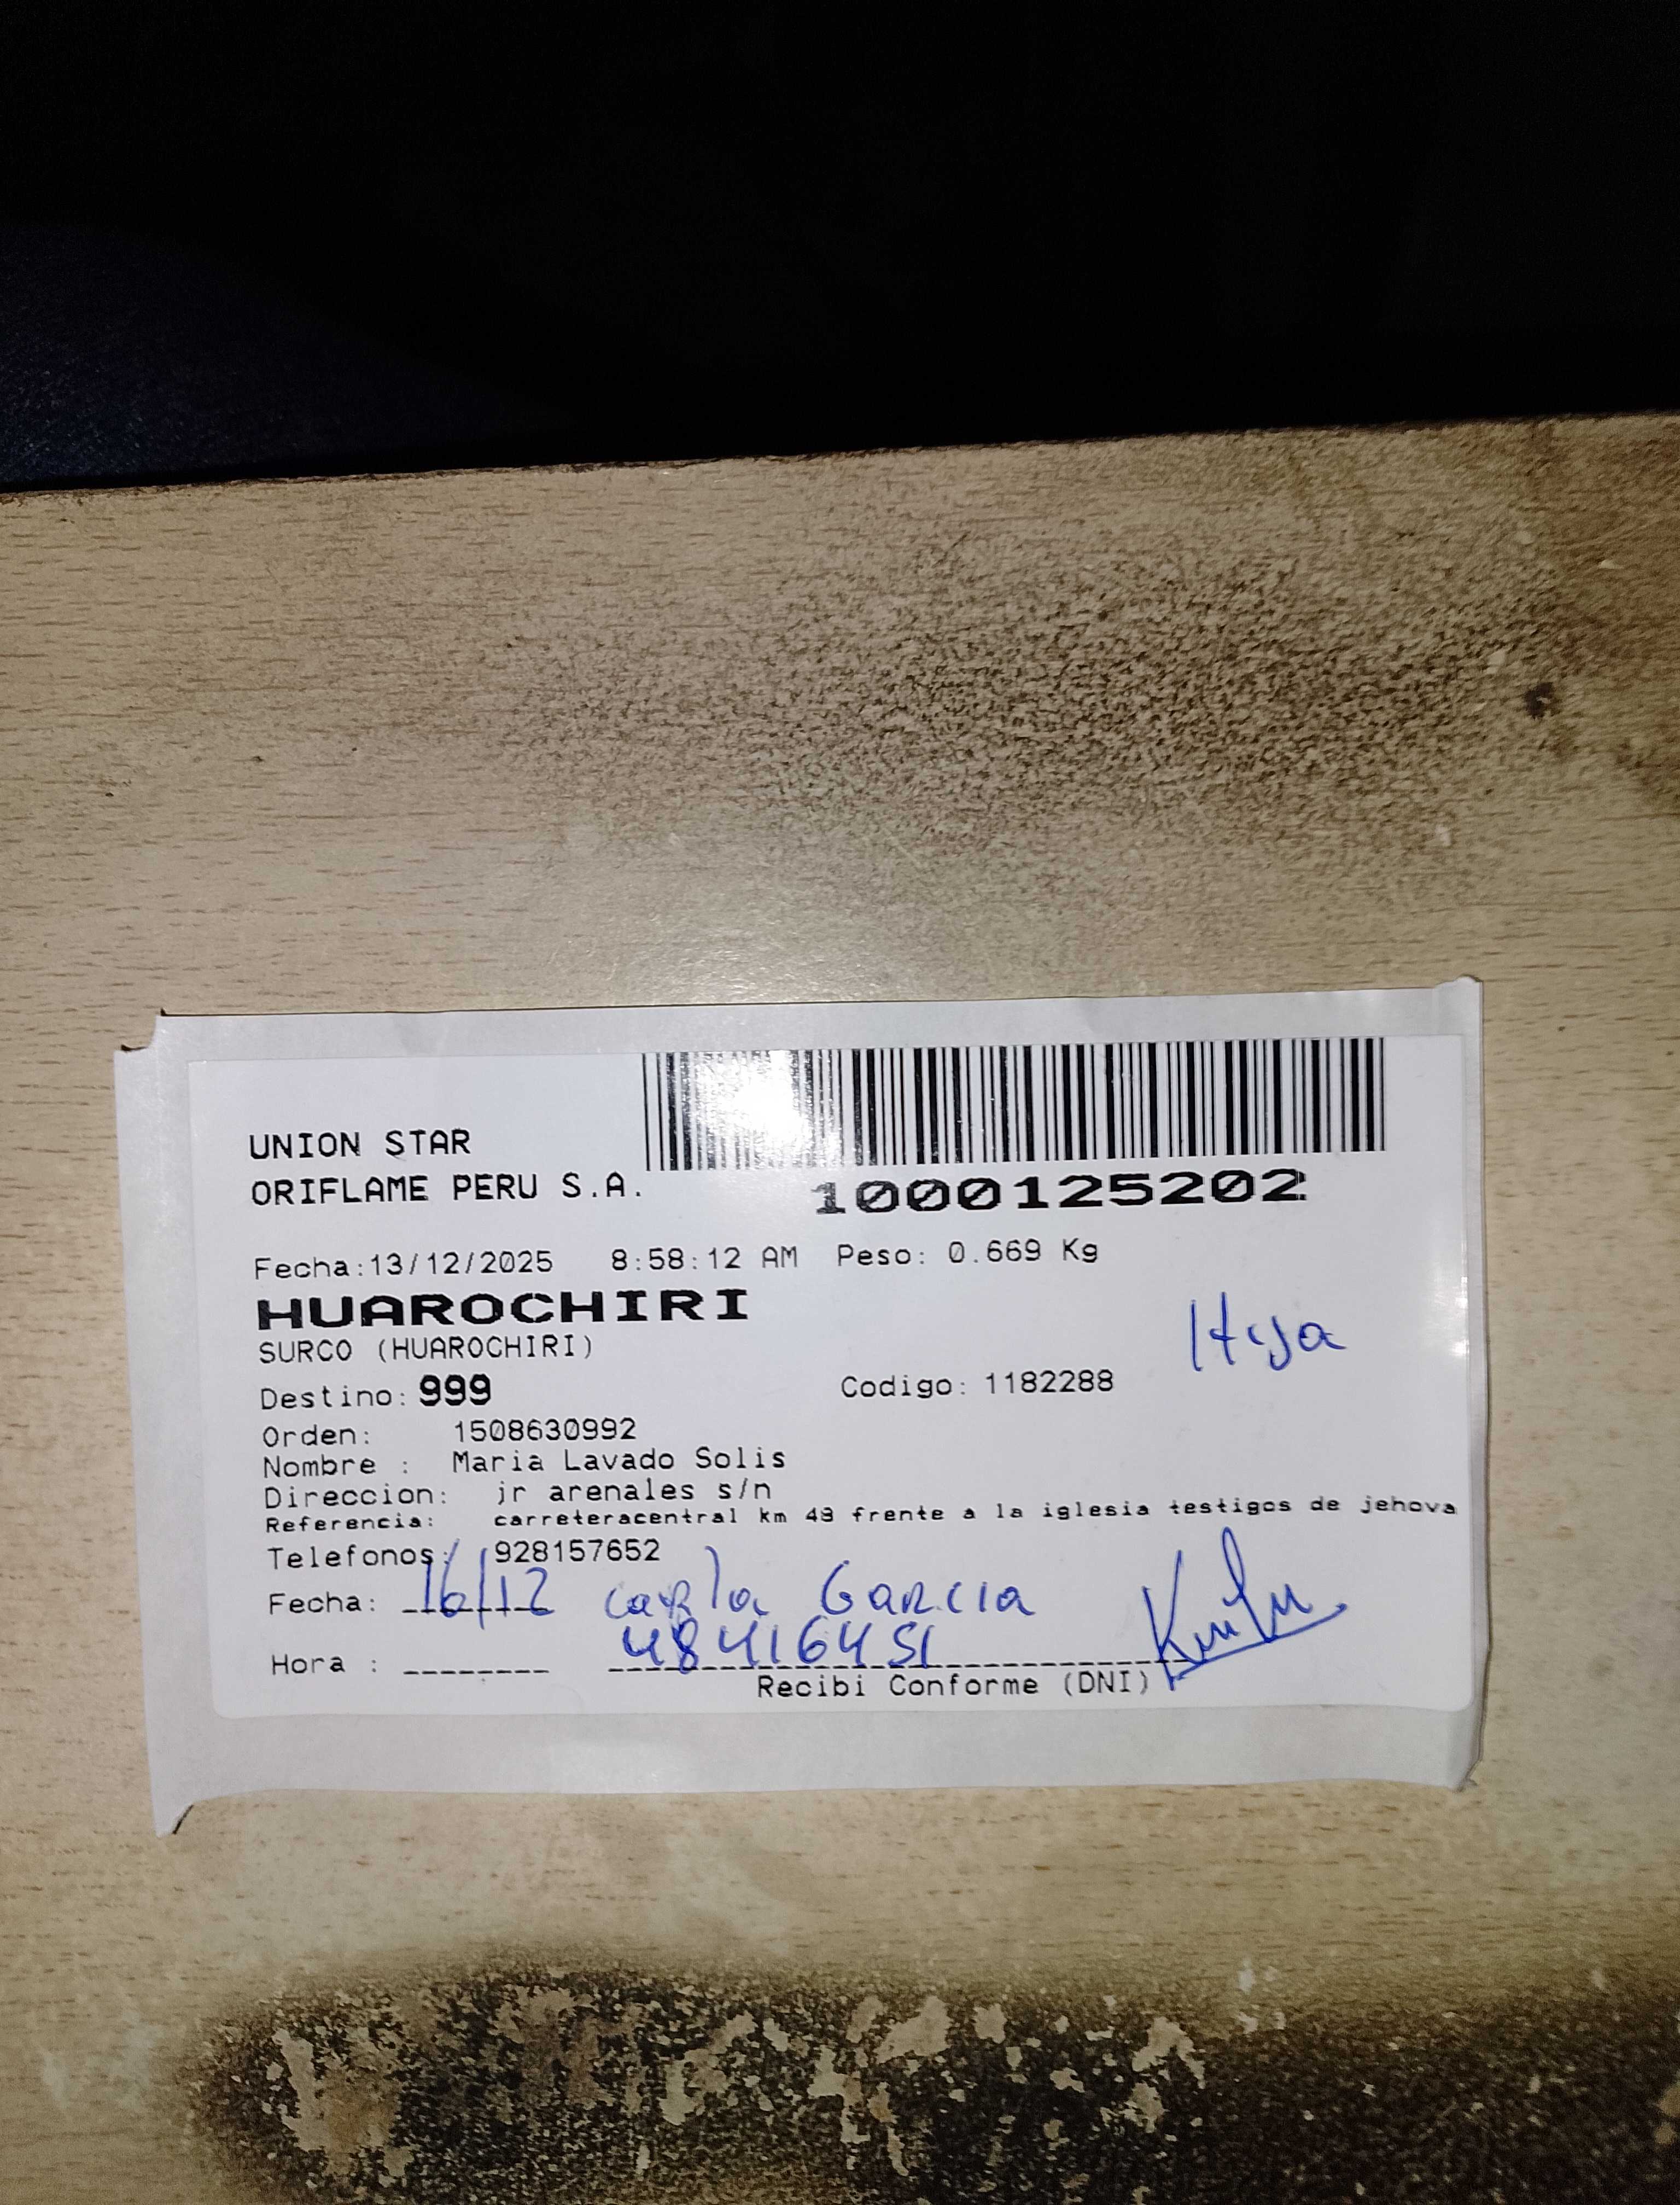 UNION STAR
ORIFLAME PERU S.A.
1000125202
Fecha:13/12/2025 8:58:12 AM Peso: 0.669 Kg
HUAROCHIRI
SURCO (HUAROCHIRI)
Hija
Destino: 999 Codigo: 1182288
Orden: 1508630992
Nombre : Maria Lavado Solis
Direccion: jr arenales s/n
Referencia: carreteracentral km 49 frente a la iglesia testigos de jehova
Telefonos: 928157652
Fecha: 16/12 Carla Garcia
Hora : 48416451
Recibi Conforme (DNI)